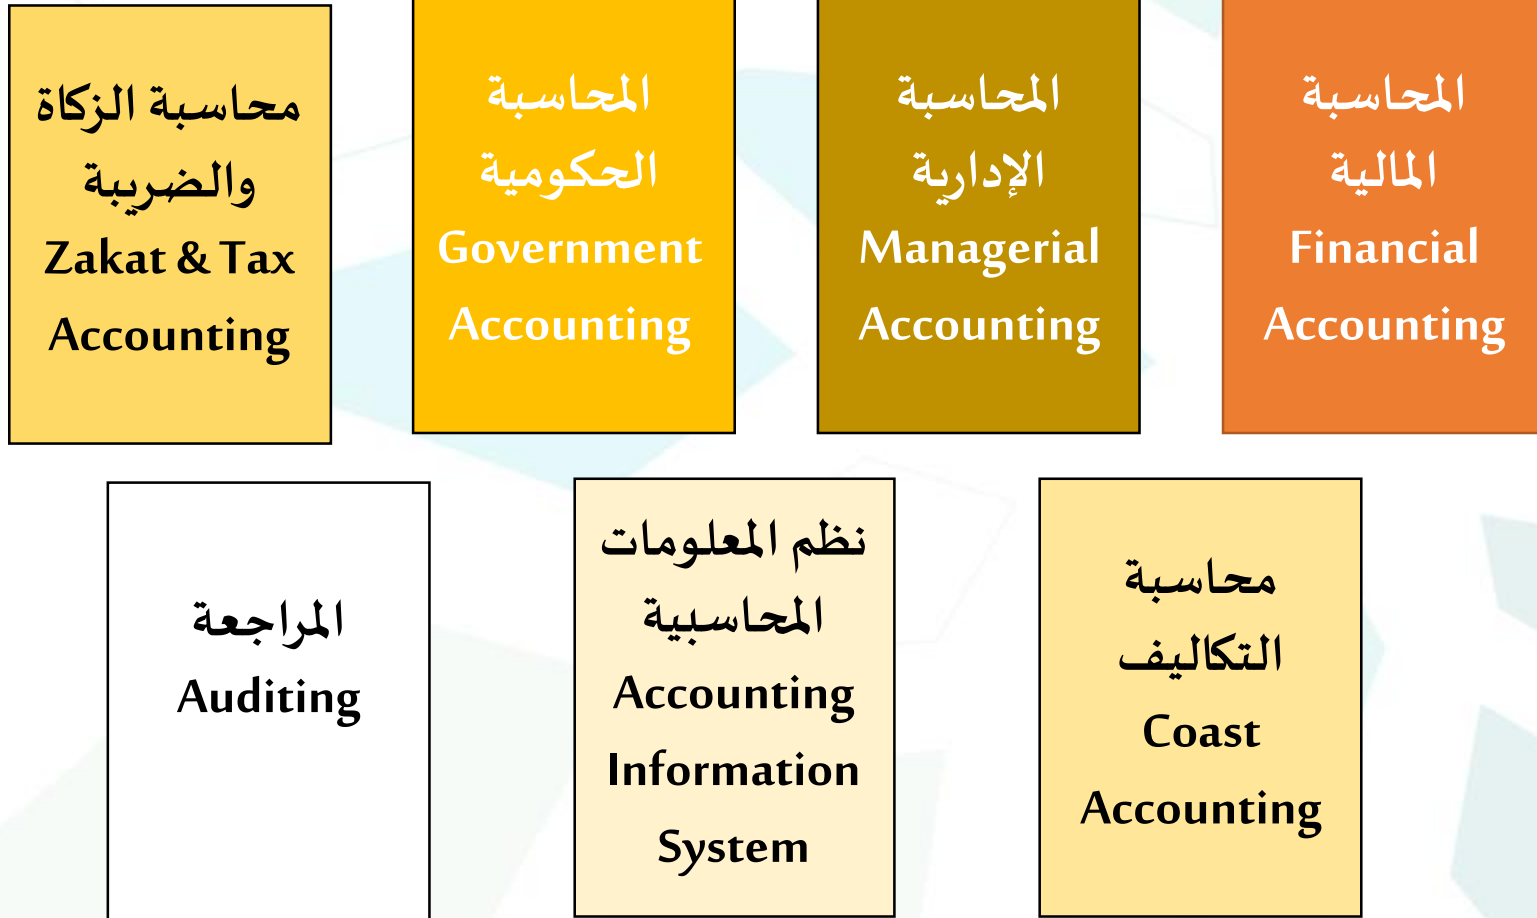 المحاسبة
المالية
Financial
Accounting
المحاسبة
الإدارية
Managerial
Accounting
المحاسبة
الحكومية
Government
Accounting
محاسبة الزكاة
والضريبة
Zakat & Tax
Accounting
محاسبة
التكاليف
Coast
Accounting
نظم المعلومات
المحاسبية
Accounting
Information
System
المراجعة
Auditing